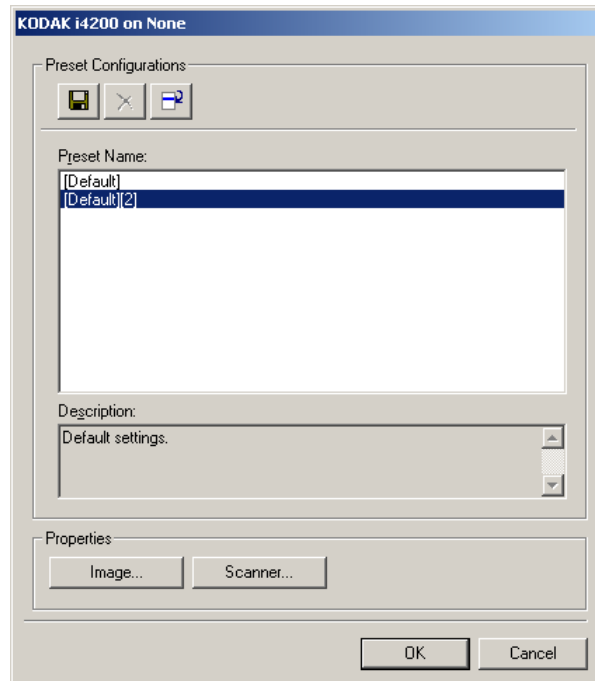 KODAK i4200 on None
Preset Configurations
Preset Name:
[Default]
[Default][2]
Description:
Default settings.
Properties
Image...
Scanner...
OK
Cancel